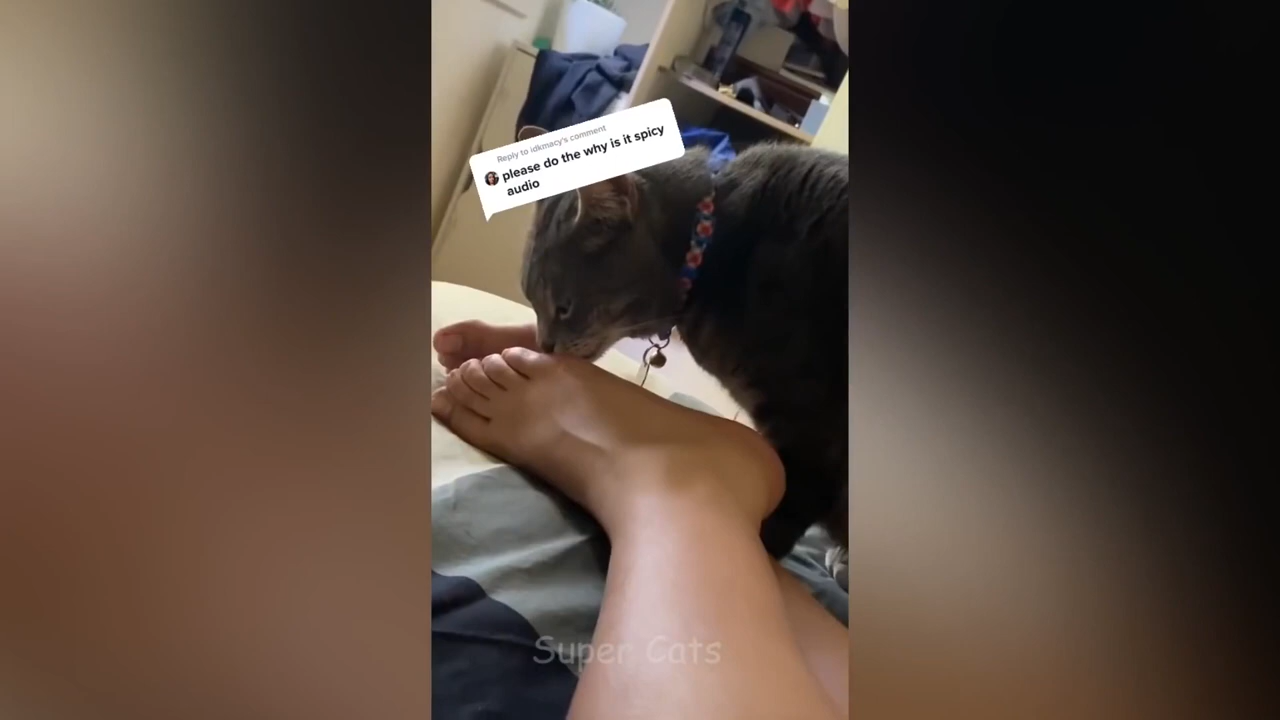 Reply to idkmacy's comment
please do the why is it spicy
audio
Super Cats